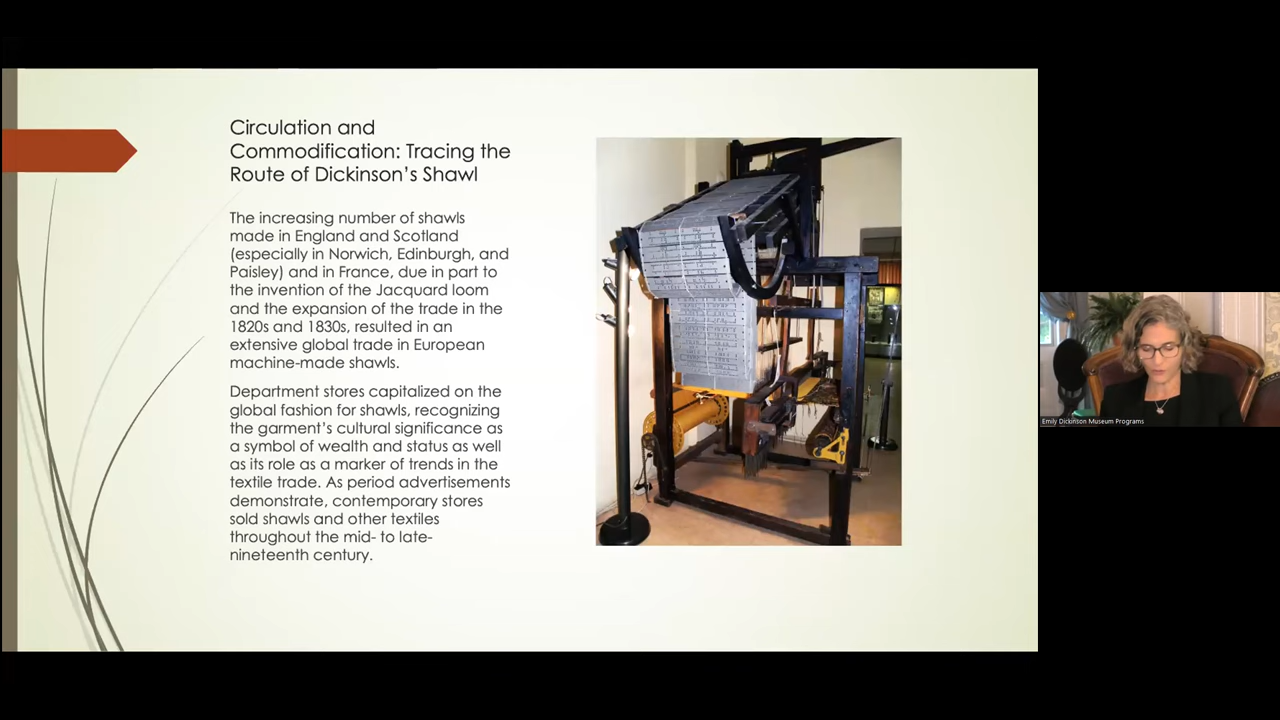 Circulation and
Commodification: Tracing the
Route of Dickinson's Shawl
The increasing number of shawls
made in England and Scotland
(especially in Norwich, Edinburgh, and
Paisley) and in France, due in part to
the invention of the Jacquard loom
and the expansion of the trade in the
1820s and 1830s, resulted in an
extensive global trade in European
machine-made shawls.
Department stores capitalized on the
global fashion for shawls, recognizing
the garment's cultural significance as
a symbol of wealth and status as well
as its role as a marker of trends in the
textile trade. As period advertisements
demonstrate, contemporary stores
sold shawls and other textiles
throughout the mid- to late-
nineteenth century.
Emily Dickinson Museum Programs